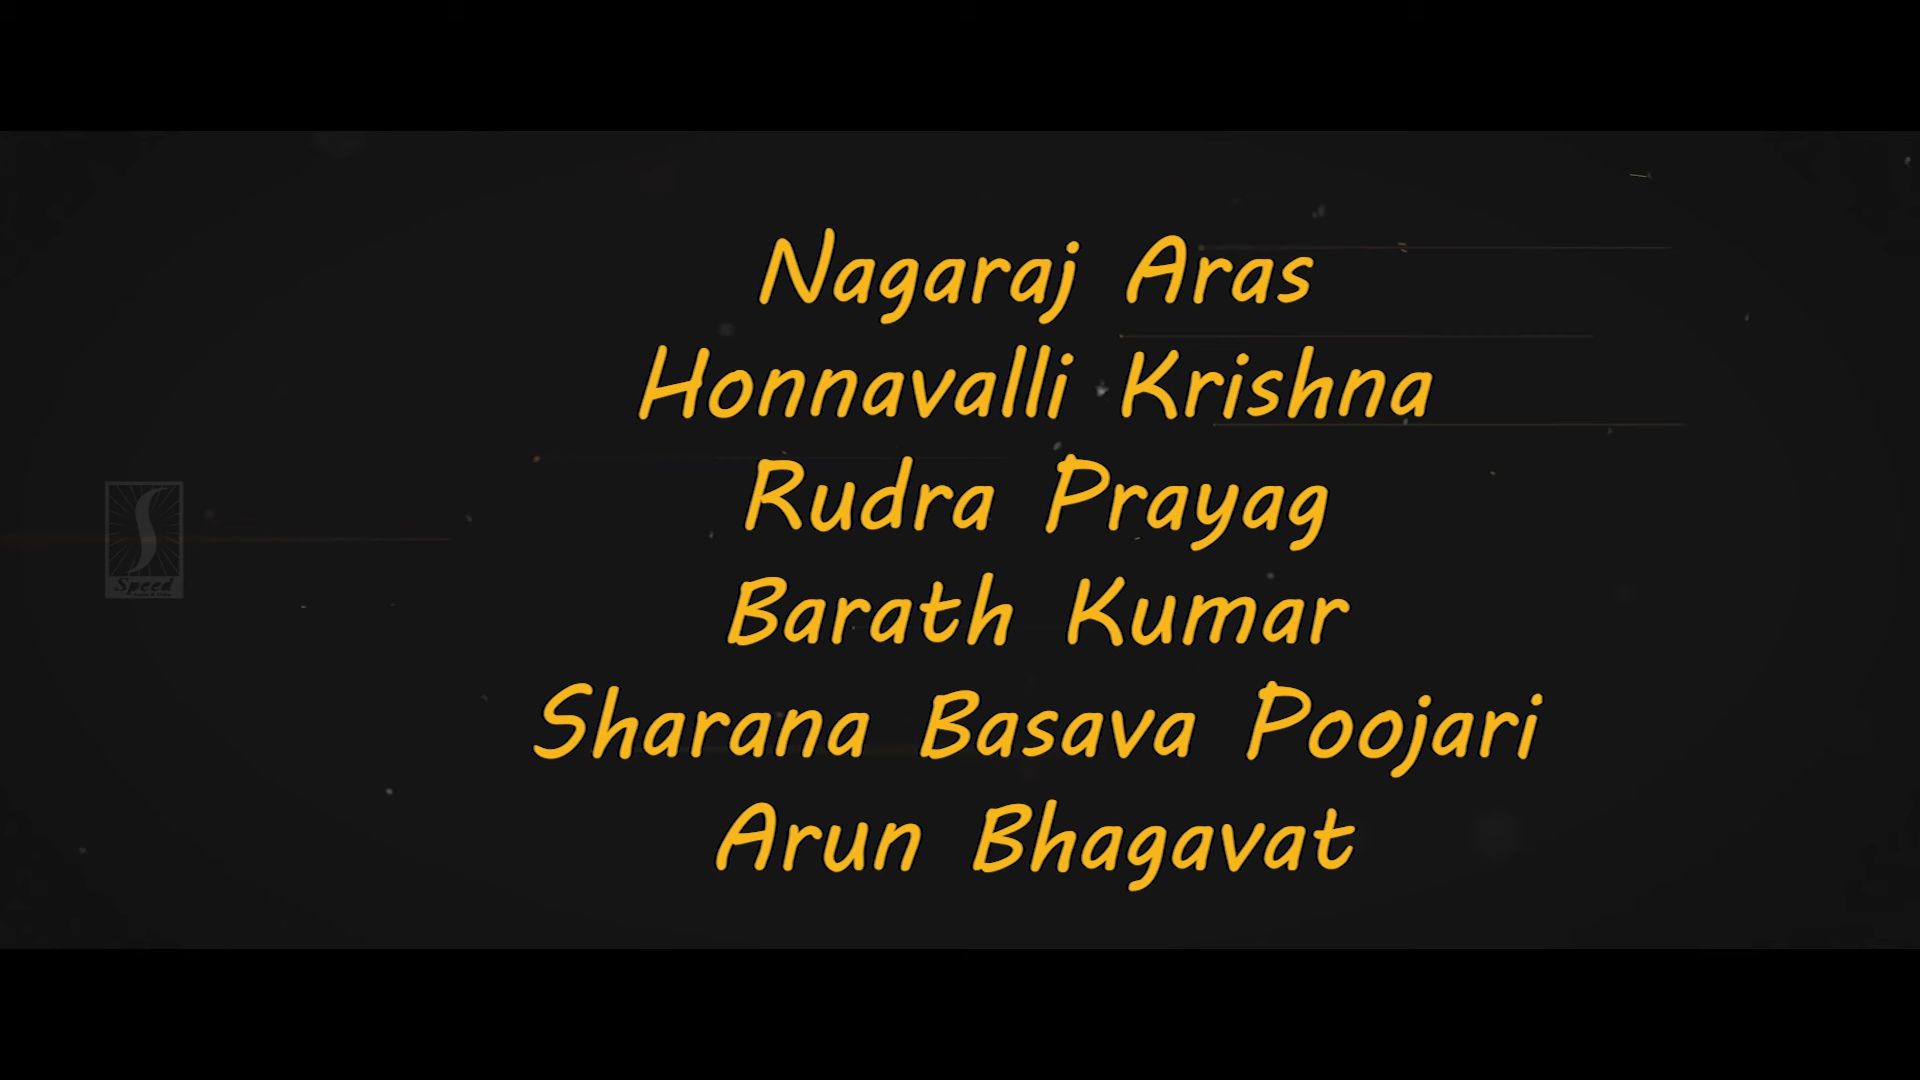 Nagaraj Aras
Honnavalli Krishna
Rudra Prayag
Barath Kumar
Speed
Sharana Basava Poojari
Arun Bhagavat